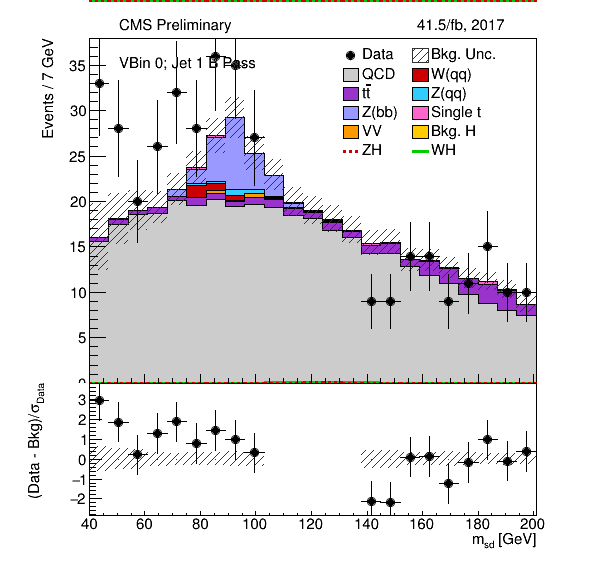 CMS Preliminary 41.5/fb, 2017
VBin 0; Jet 1 B Pass
Data
Bkg. Unc.
QCD
W(qq)
tt̄
Z(qq)
Z(bb)
Single t
VV
Bkg. H
ZH
WH
Events / 7 GeV
35
30
25
20
15
10
5
0
(Data - Bkg)/σData
3
2
1
0
−1
−2
40 60 80 100 120 140 160 180 200
msd [GeV]